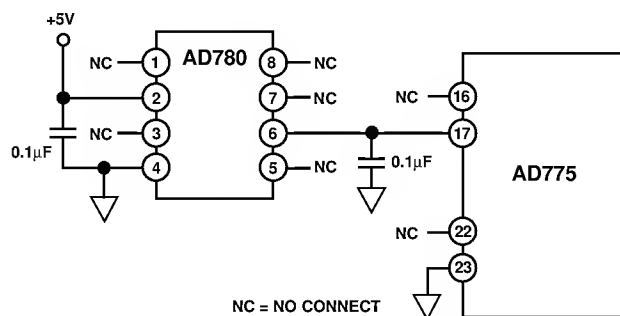 +5V
AD780
NC 1 8 NC
2 7 NC
NC 3 6
0.1µF 4 5 NC
0.1µF
NC 16
17
AD775
NC 22
23
NC = NO CONNECT